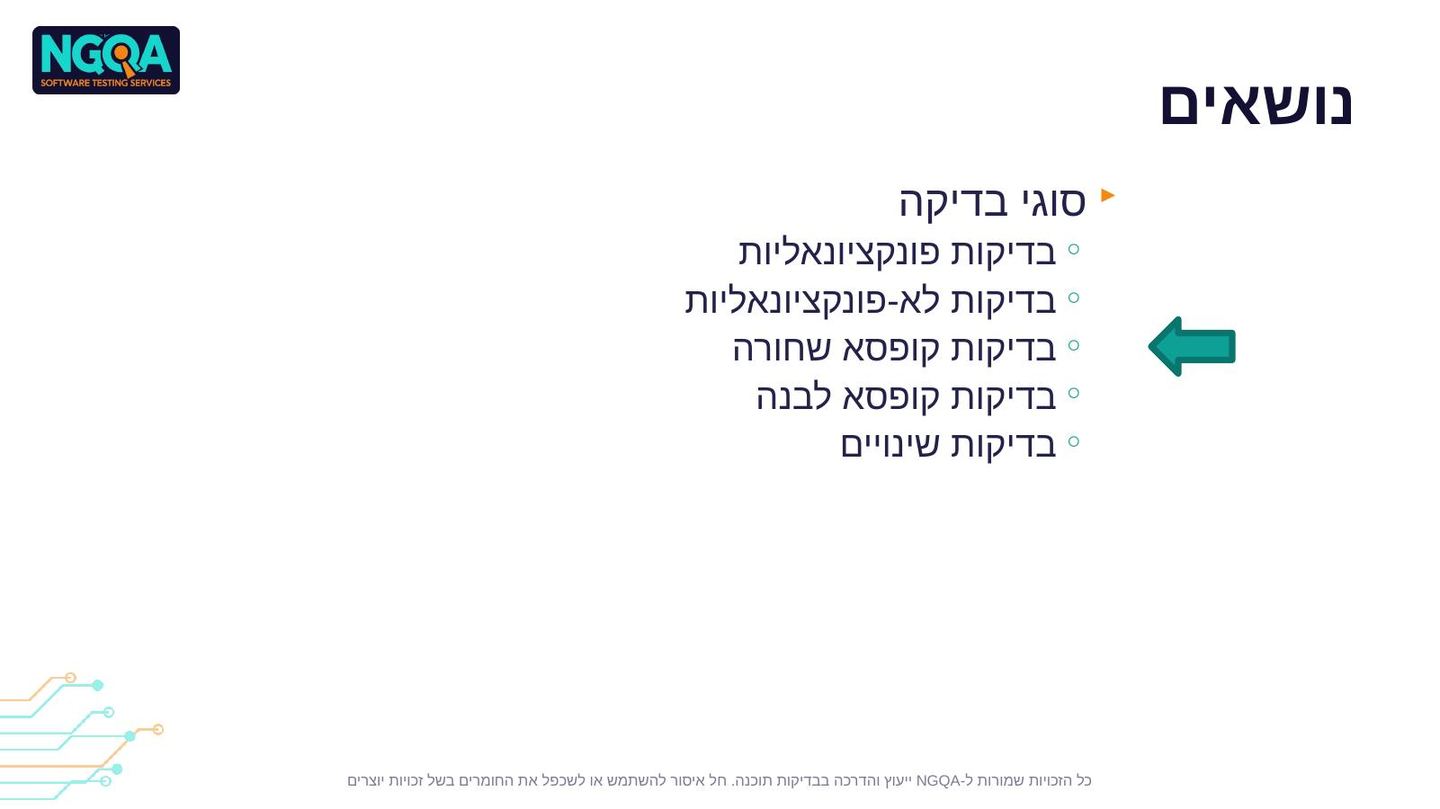 NGQA
SOFTWARE TESTING SERVICES
נושאים
סוגי בדיקה
בדיקות פונקציונאליות
בדיקות לא-פונקציונאליות
בדיקות קופסא שחורה
בדיקות קופסא לבנה
בדיקות שינויים
כל הזכויות שמורות ל-NGQA ייעוץ והדרכה בבדיקות תוכנה. חל איסור להשתמש או לשכפל את החומרים בשל זכויות יוצרים